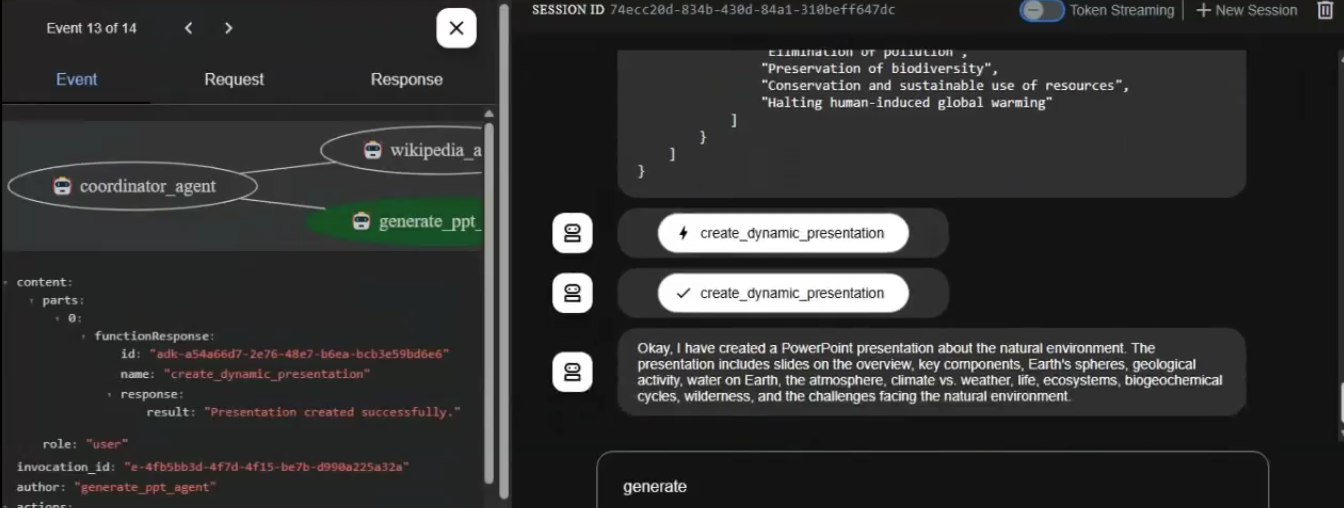 Event 13 of 14
Event Request Response
coordinator_agent
wikipedia_a
generate_ppt_
content:
parts:
0:
functionResponse:
id: "adk-a54a66d7-2e76-48e7-b6ea-bcb3e59bd6e6"
name: "create_dynamic_presentation"
response:
result: "Presentation created successfully."
role: "user"
invocation_id: "e-4fb5bb3d-4f7d-4f15-be7b-d990a225a32a"
author: "generate_ppt_agent"
actions:
SESSION ID 74ecc20d-834b-430d-84a1-310beff647dc Token Streaming New Session
"Elimination of pollution",
"Preservation of biodiversity",
"Conservation and sustainable use of resources",
"Halting human-induced global warming"
]
}
]
}
create_dynamic_presentation
create_dynamic_presentation
Okay, I have created a PowerPoint presentation about the natural environment. The
presentation includes slides on the overview, key components, Earth's spheres, geological
activity, water on Earth, the atmosphere, climate vs. weather, life, ecosystems, biogeochemical
cycles, wilderness, and the challenges facing the natural environment.
generate